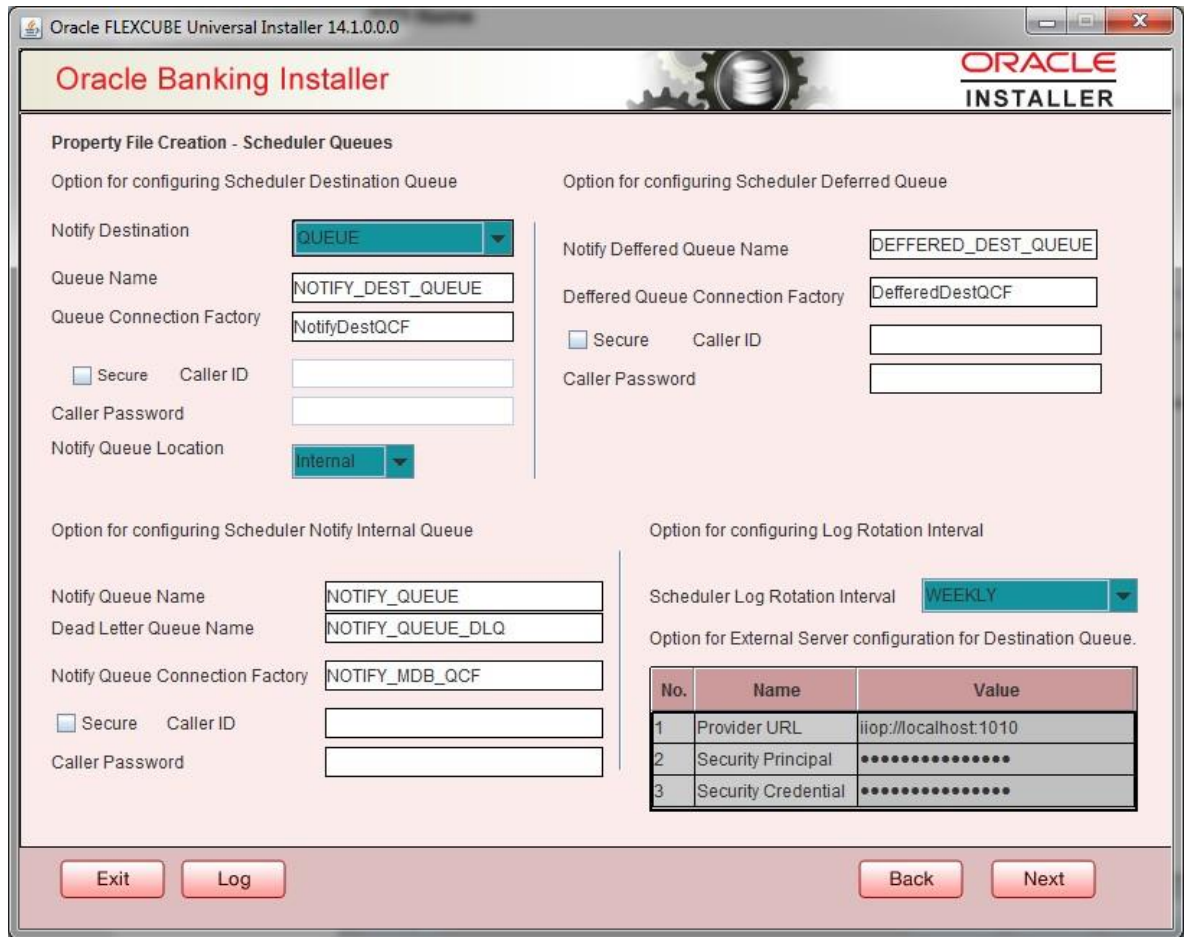 Oracle FLEXCUBE Universal Installer 14.1.0.0.0
Oracle Banking Installer
ORACLE
INSTALLER
Property File Creation - Scheduler Queues
Option for configuring Scheduler Destination Queue
Notify Destination
QUEUE
Queue Name
NOTIFY_DEST_QUEUE
Queue Connection Factory
NotifyDestQCF
Secure
Caller ID
Caller Password
Notify Queue Location
Internal
Option for configuring Scheduler Deferred Queue
Notify Deffered Queue Name
DEFFERED_DEST_QUEUE
Deffered Queue Connection Factory
DefferedDestQCF
Secure
Caller ID
Caller Password
Option for configuring Scheduler Notify Internal Queue
Notify Queue Name
NOTIFY_QUEUE
Dead Letter Queue Name
NOTIFY_QUEUE_DLQ
Notify Queue Connection Factory
NOTIFY_MDB_QCF
Secure
Caller ID
Caller Password
Option for configuring Log Rotation Interval
Scheduler Log Rotation Interval
WEEKLY
Option for External Server configuration for Destination Queue.
No. Name Value
1 Provider URL iiop://localhost:1010
2 Security Principal •••••••••••••••
3 Security Credential •••••••••••••••
Exit
Log
Back
Next